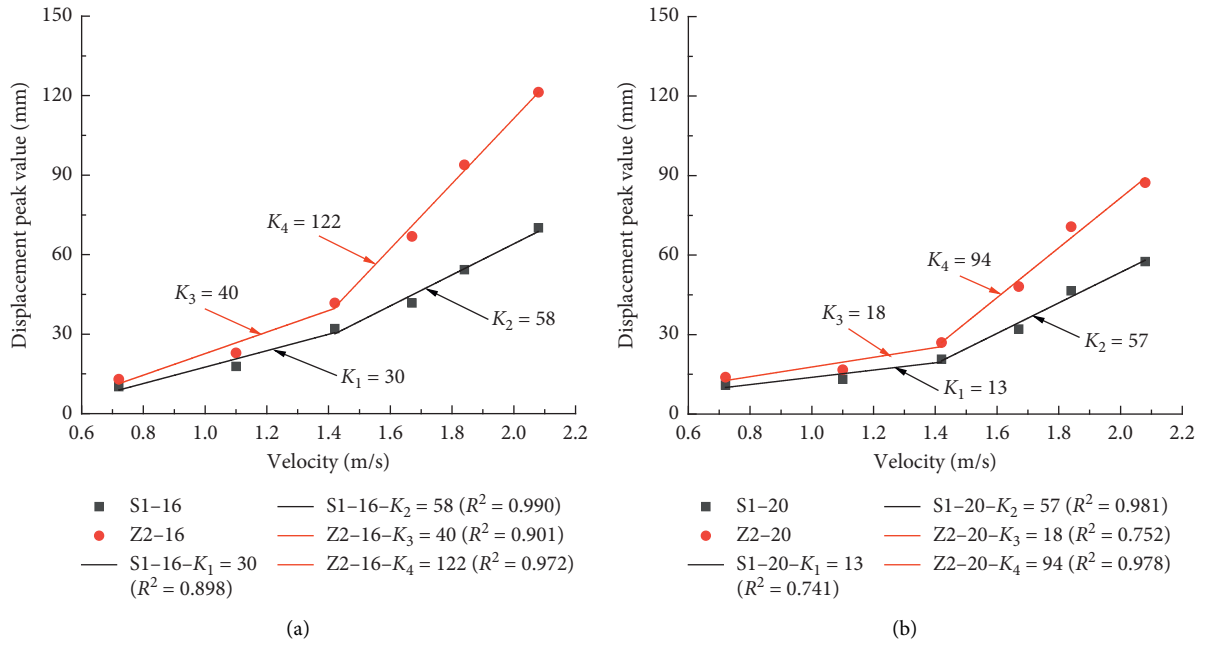 Displacement peak value (mm)
150
120
90
60
30
0
K₄ = 122
K₃ = 40
K₂ = 58
K₁ = 30
0.6 0.8 1.0 1.2 1.4 1.6 1.8 2.0 2.2
Velocity (m/s)
S1–16
Z2–16
S1–16–K₁ = 30
(R² = 0.898)
S1–16–K₂ = 58 (R² = 0.990)
Z2–16–K₃ = 40 (R² = 0.901)
Z2–16–K₄ = 122 (R² = 0.972)
(a)
Displacement peak value (mm)
150
120
90
60
30
0
K₄ = 94
K₃ = 18
K₂ = 57
K₁ = 13
0.6 0.8 1.0 1.2 1.4 1.6 1.8 2.0 2.2
Velocity (m/s)
S1–20
Z2–20
S1–20–K₁ = 13
(R² = 0.741)
S1–20–K₂ = 57 (R² = 0.981)
Z2–20–K₃ = 18 (R² = 0.752)
Z2–20–K₄ = 94 (R² = 0.978)
(b)